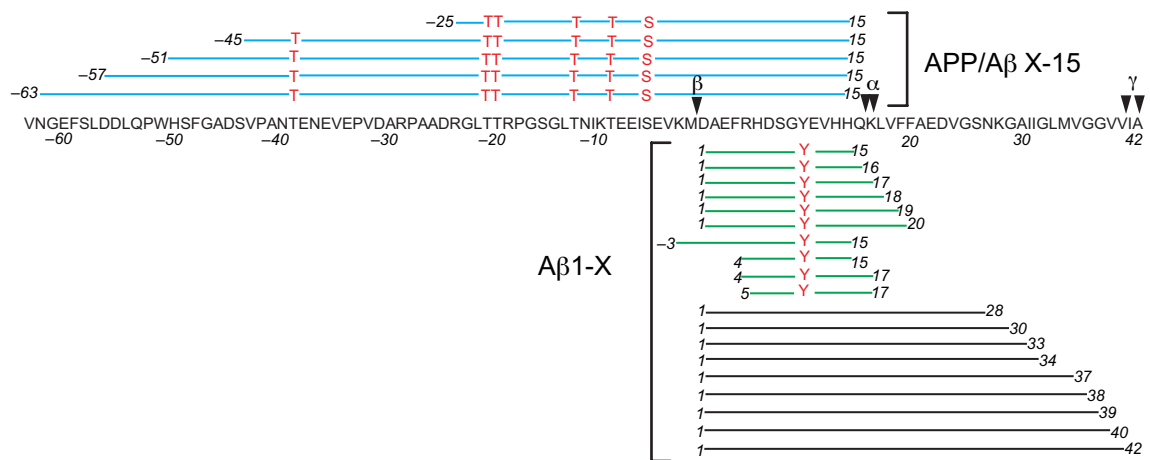 –25 TT T T S 15
–45 T TT T T S 15
–51 T TT T T S 15
–57 T TT T T S 15
–63 T TT T T S 15
APP/Aβ X-15
β α γ
VNGEFSLDDLQPWHSFGADSVPANTENEVEPVDARPAADRGLTTRPGSGLTNIKTEEISEVKMDAEFRHDSGYEVHHQKLVFFAEDVGSNKGAIIGLMVGGVVIA
–60 –50 –40 –30 –20 –10 20 30 42
Aβ1-X
1 Y 15
1 Y 16
1 Y 17
1 Y 18
1 Y 19
1 Y 20
–3 Y 15
4 Y 15
4 Y 17
5 Y 17
1 28
1 30
1 33
1 34
1 37
1 38
1 39
1 40
1 42